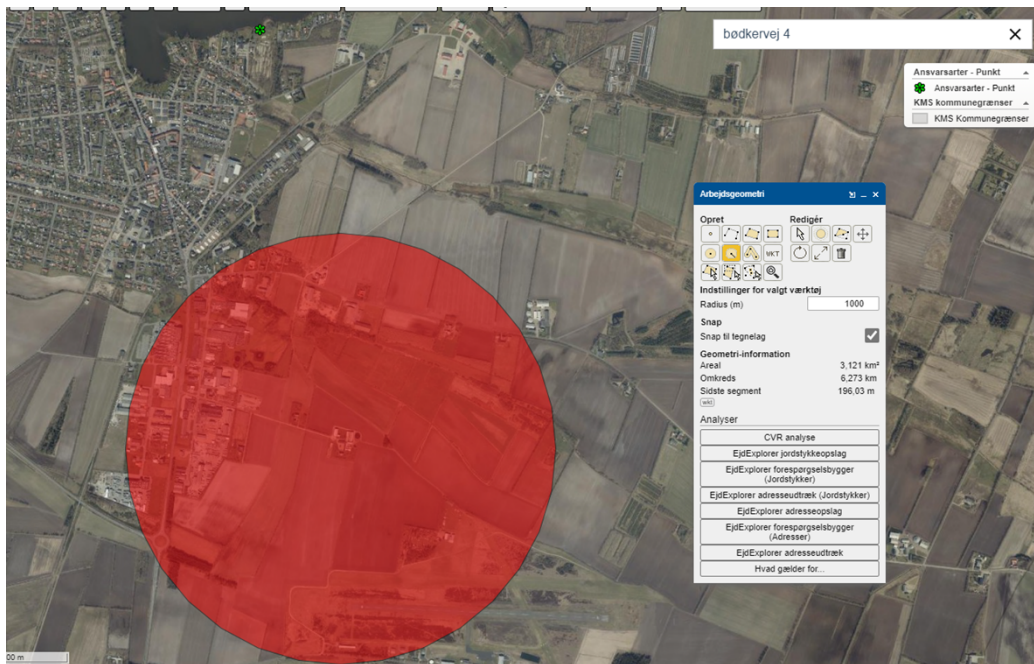 bødkervej 4
Ansvarsarter - Punkt
Ansvarsarter - Punkt
KMS kommunegrænser
KMS Kommunegrænser
Arbejdsgeometri
Opret Redigér
WKT
Indstillinger for valgt værktøj
Radius (m) 1000
Snap
Snap til tegnelag
Geometri-information
Areal 3,121 km²
Omkreds 6,273 km
Sidste segment 196,03 m
wkt
Analyser
CVR analyse
EjdExplorer jordstykkeopslag
EjdExplorer forespørgselsbygger
(Jordstykker)
EjdExplorer adresseudtræk (Jordstykker)
EjdExplorer adresseopslag
EjdExplorer forespørgselsbygger
(Adresser)
EjdExplorer adresseudtræk
Hvad gælder for...
00 m